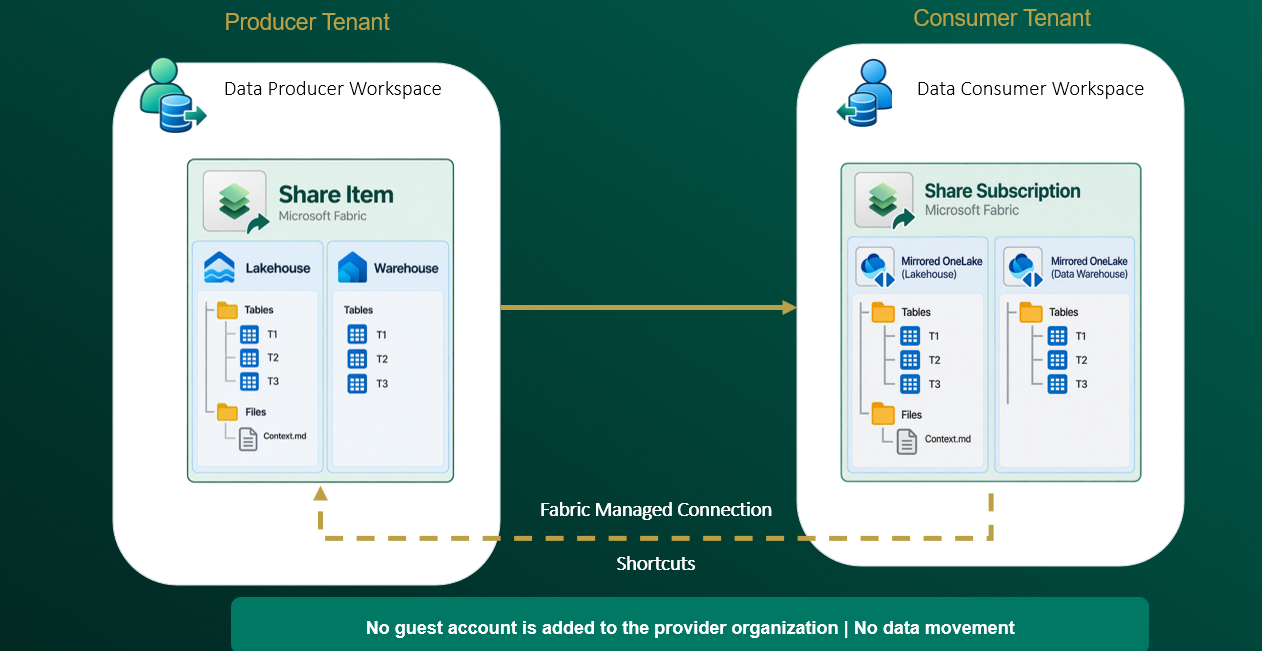 Producer Tenant
Consumer Tenant
Data Producer Workspace
Share Item
Microsoft Fabric
Lakehouse
Tables
T1
T2
T3
Files
Context.md
Warehouse
Tables
T1
T2
T3
Data Consumer Workspace
Share Subscription
Microsoft Fabric
Mirrored OneLake
(Lakehouse)
Tables
T1
T2
T3
Files
Context.md
Mirrored OneLake
(Data Warehouse)
Tables
T1
T2
T3
Fabric Managed Connection
Shortcuts
No guest account is added to the provider organization | No data movement